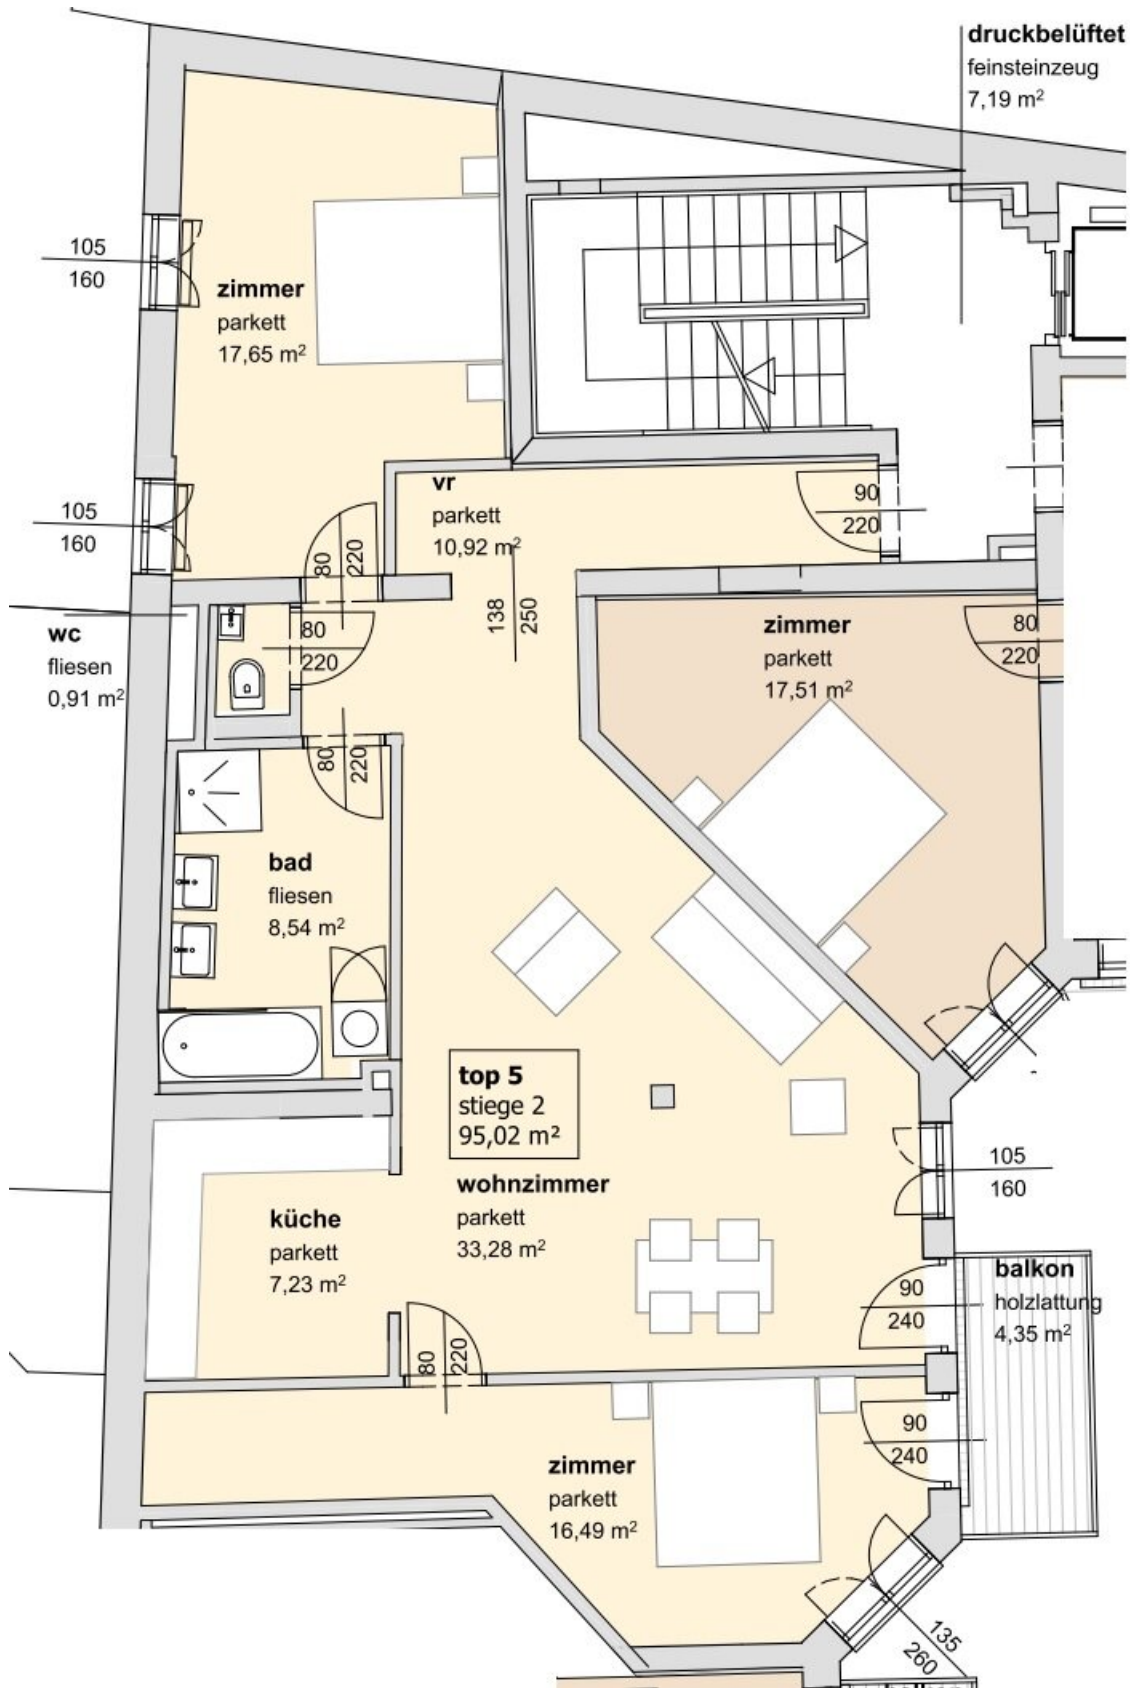 druckbelüftet
feinsteinzeug
7,19 m²
105
160
zimmer
parkett
17,65 m²
105
160
vr
parkett
10,92 m²
90
220
80
220
138
250
wc
fliesen
0,91 m²
80
220
zimmer
parkett
17,51 m²
80
220
80
220
bad
fliesen
8,54 m²
top 5
stiege 2
95,02 m²
wohnzimmer
parkett
33,28 m²
105
160
küche
parkett
7,23 m²
90
240
balkon
holzlattung
4,35 m²
80
220
90
240
zimmer
parkett
16,49 m²
135
260